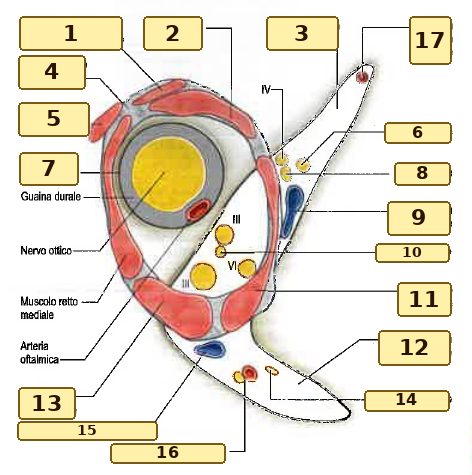 1
2
3
17
4
5
IV
6
7
8
Guaina durale
9
III
Nervo ottico
10
VI
III
11
Muscolo retto
mediale
Arteria
oftalmica
12
13
14
15
16